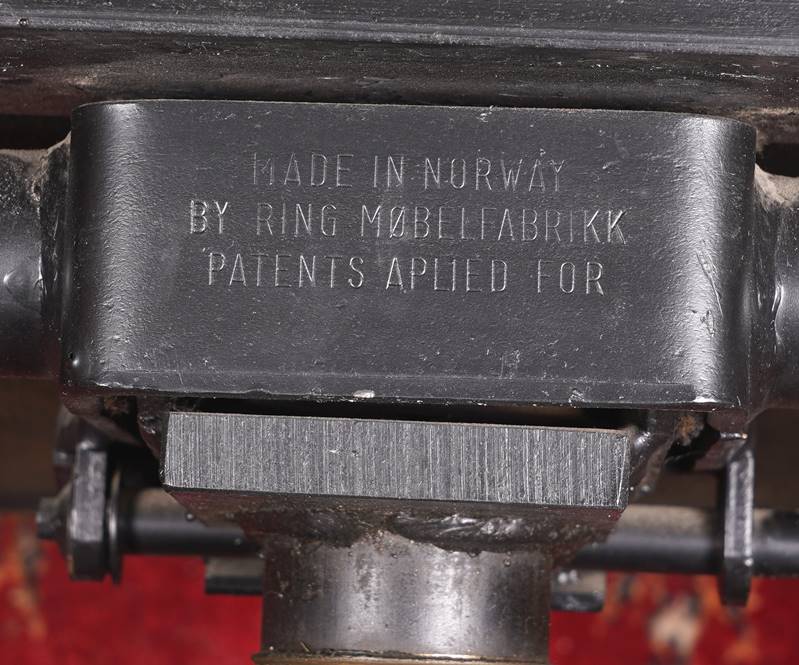 MADE IN NORWAY
BY RING MØBELFABRIKK
PATENTS APLIED FOR